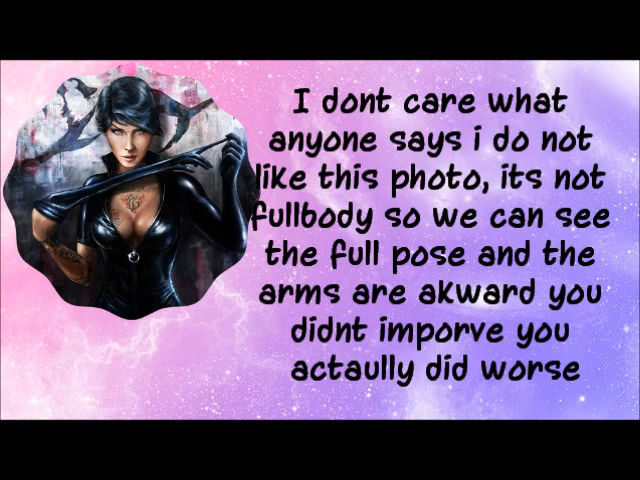 I dont care what
anyone says i do not
like this photo, its not
fullbody so we can see
the full pose and the
arms are akward you
didnt imporve you
actaully did worse